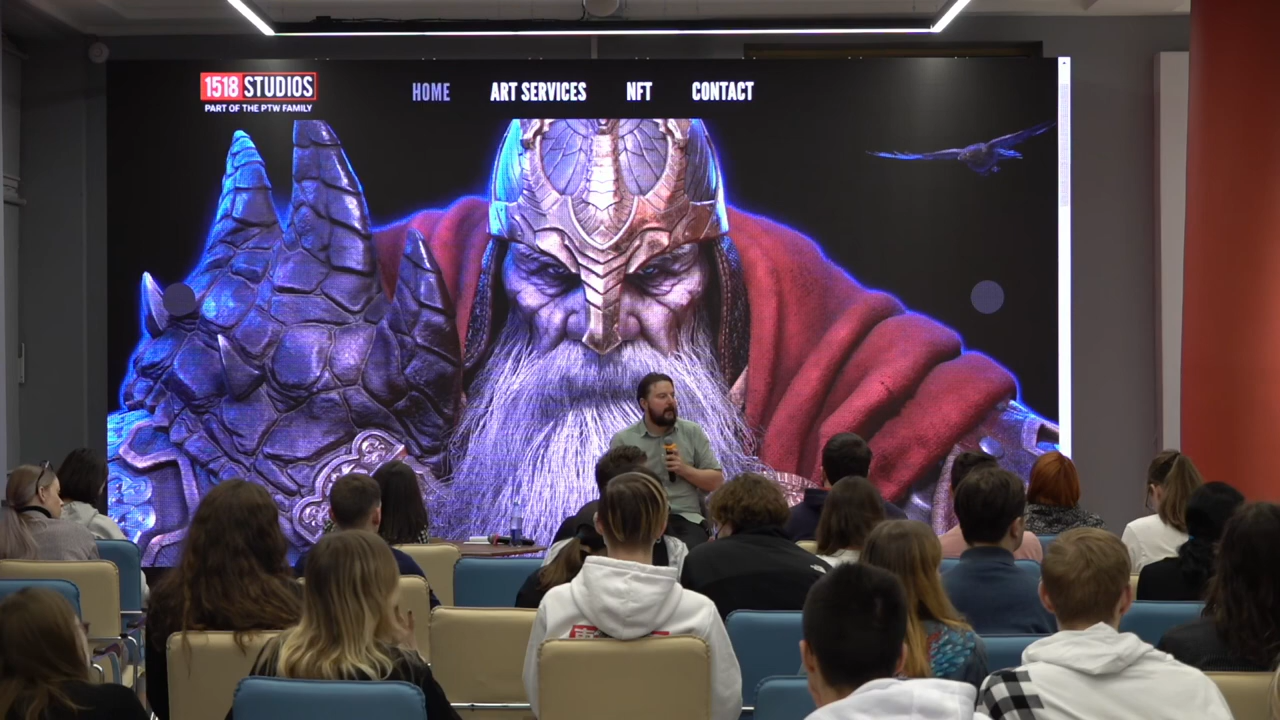 1518 STUDIOS
PART OF THE PTW FAMILY
HOME ART SERVICES NFT CONTACT